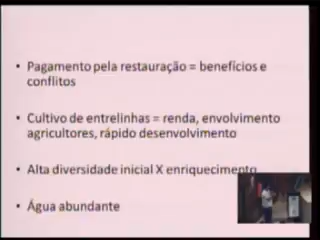 • Pagamento pela restauração = benefícios e
conflitos
• Cultivo de entrelinhas = renda, envolvimento
agricultores, rápido desenvolvimento
• Alta diversidade inicial X enriquecimento
• Água abundante